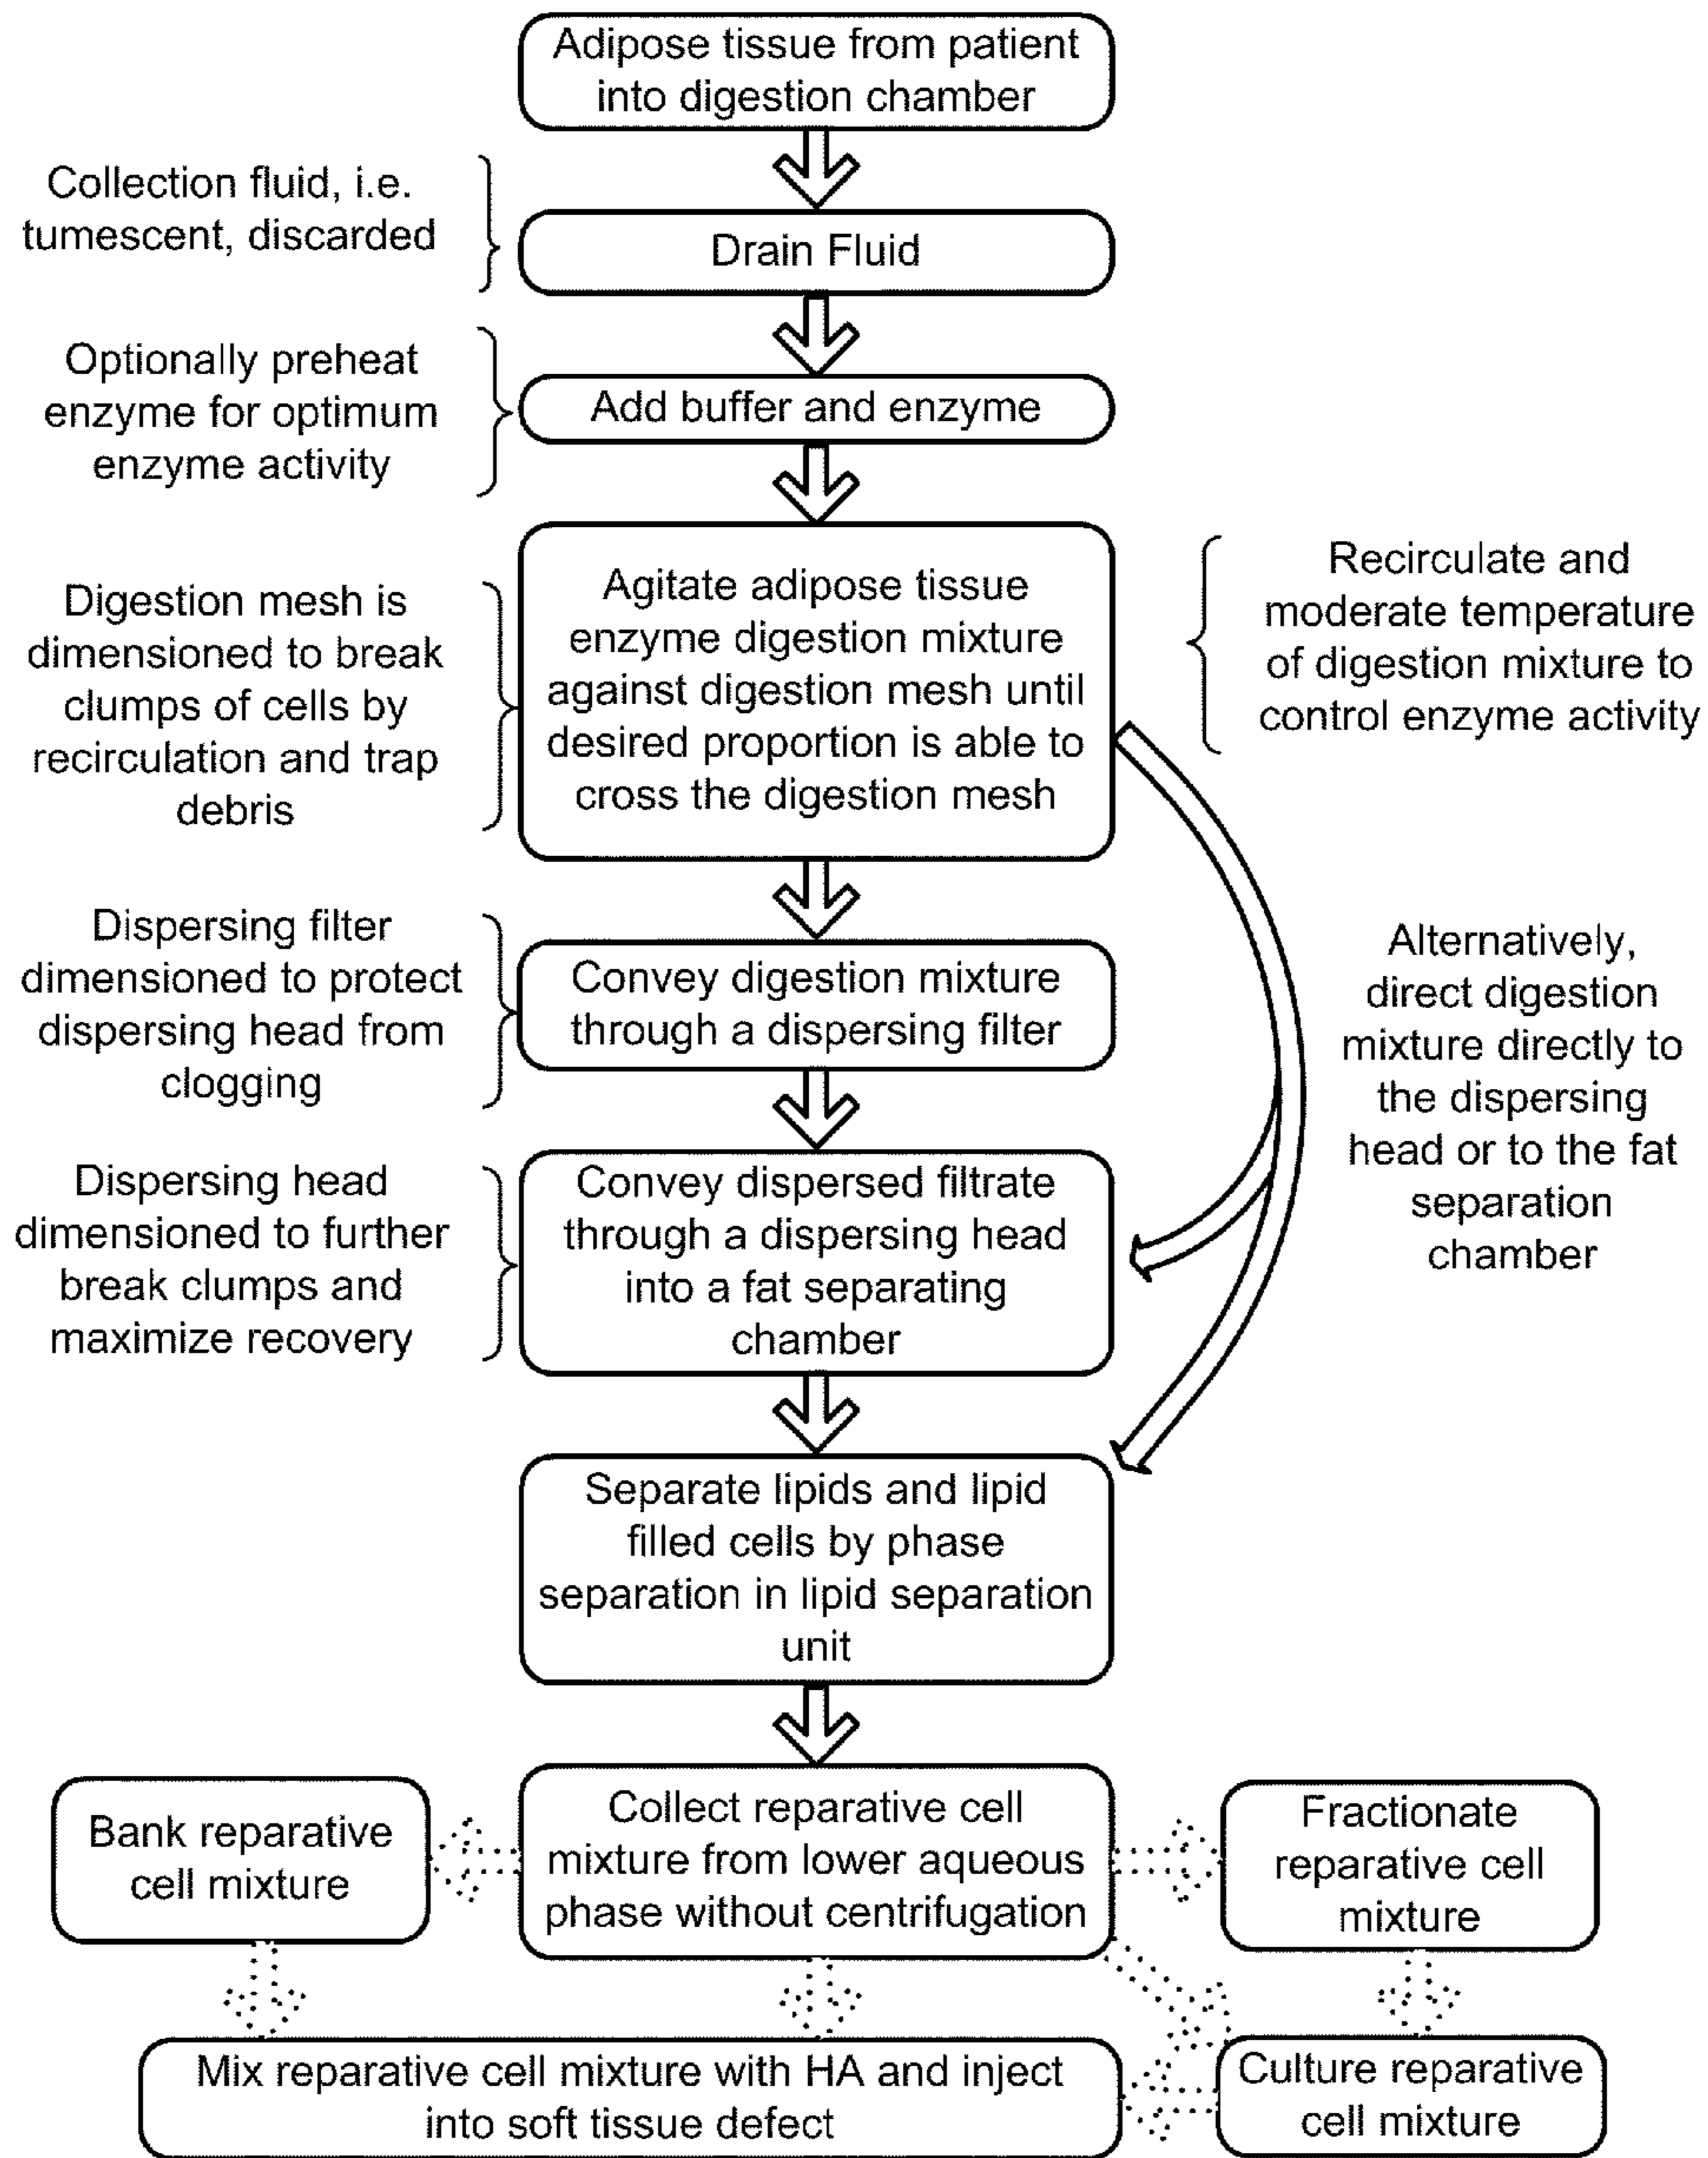 Adipose tissue from patient
into digestion chamber
Collection fluid, i.e.
tumescent, discarded
Drain Fluid
Optionally preheat
enzyme for optimum
enzyme activity
Add buffer and enzyme
Digestion mesh is
dimensioned to break
clumps of cells by
recirculation and trap
debris
Agitate adipose tissue
enzyme digestion mixture
against digestion mesh until
desired proportion is able to
cross the digestion mesh
Recirculate and
moderate temperature
of digestion mixture to
control enzyme activity
Dispersing filter
dimensioned to protect
dispersing head from
clogging
Convey digestion mixture
through a dispersing filter
Alternatively,
direct digestion
mixture directly to
the dispersing
head or to the fat
separation
chamber
Dispersing head
dimensioned to further
break clumps and
maximize recovery
Convey dispersed filtrate
through a dispersing head
into a fat separating
chamber
Separate lipids and lipid
filled cells by phase
separation in lipid separation
unit
Bank reparative
cell mixture
Collect reparative cell
mixture from lower aqueous
phase without centrifugation
Fractionate
reparative cell
mixture
Mix reparative cell mixture with HA and inject
into soft tissue defect
Culture reparative
cell mixture